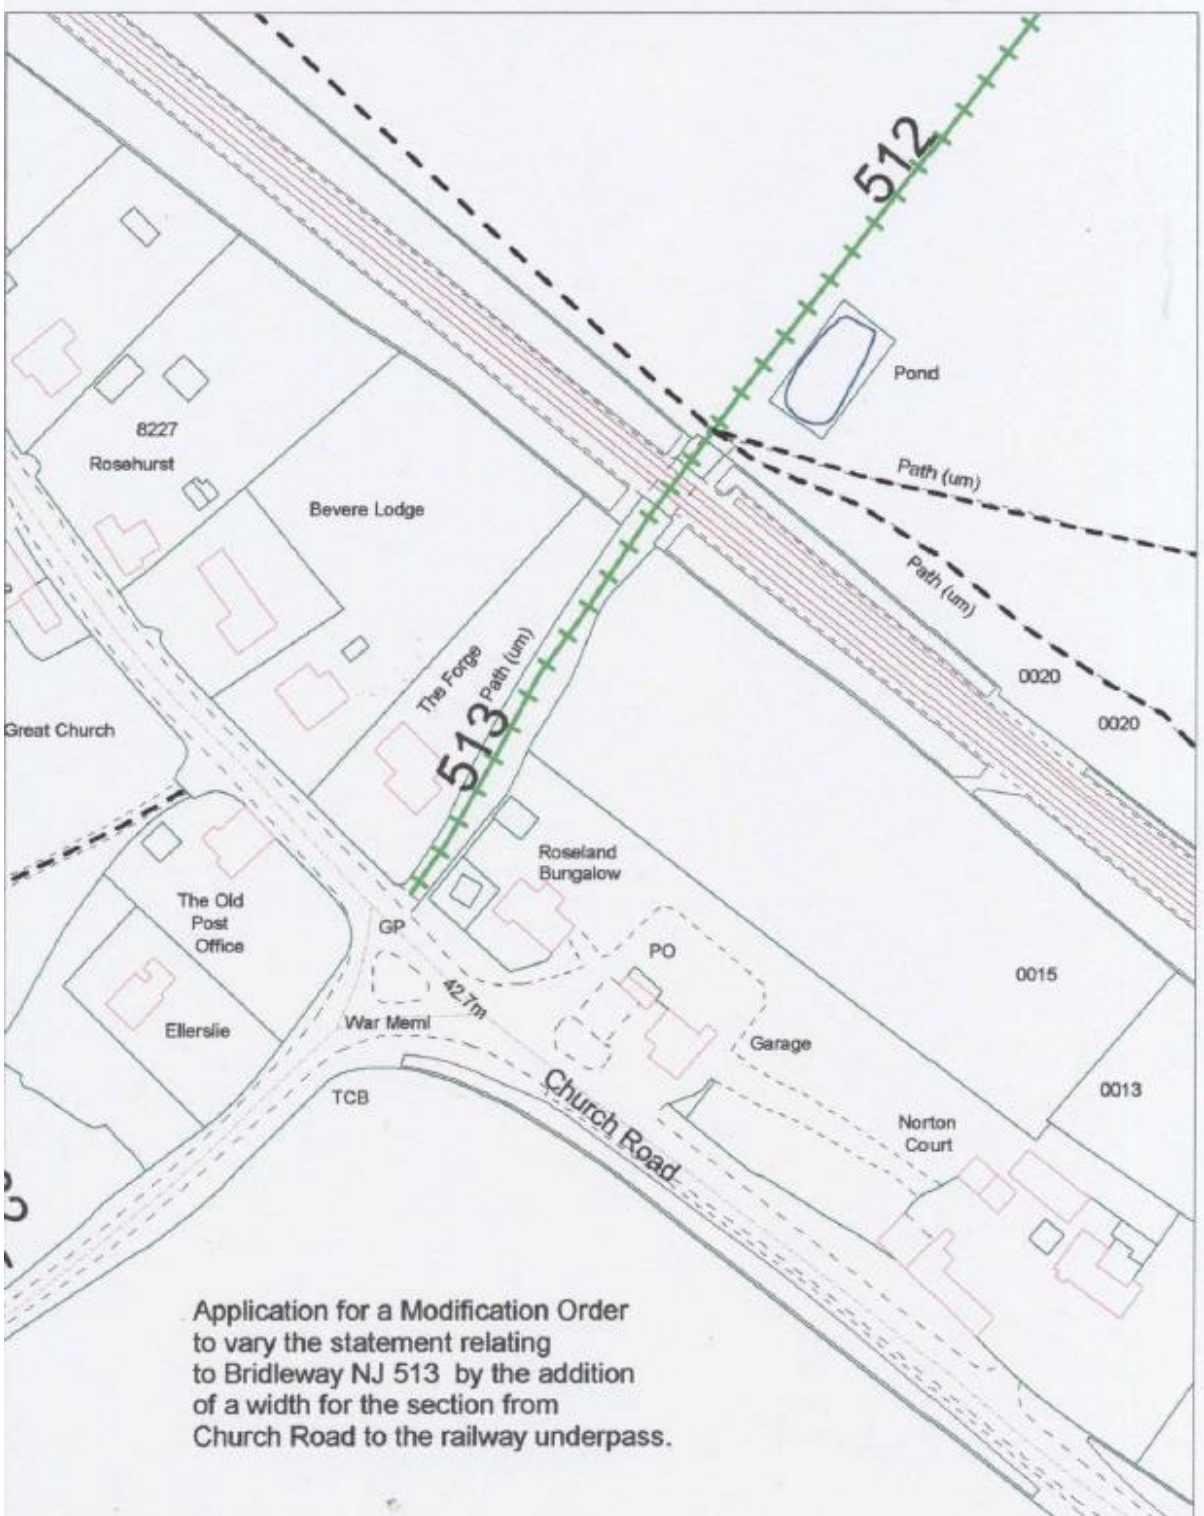 512
Pond
8227
Rosehurst
Path (um)
Bevere Lodge
Path (um)
The Forge
Path (um)
0020
0020
513
Great Church
Roseland
Bungalow
The Old
Post
Office
GP
PO
42.7m
0015
War Meml
Ellerslie
Garage
TCB
Church Road
0013
Norton
Court
Application for a Modification Order
to vary the statement relating
to Bridleway NJ 513 by the addition
of a width for the section from
Church Road to the railway underpass.